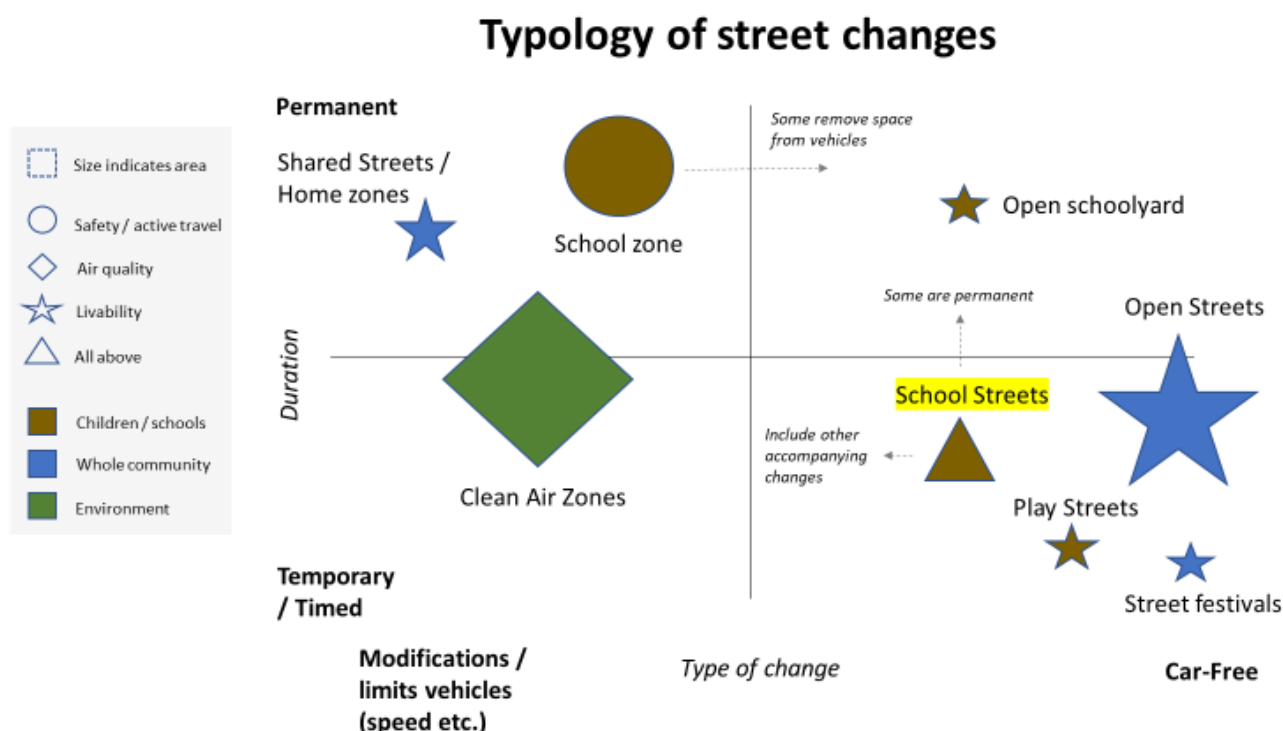 Typology of street changes
Size indicates area
Safety / active travel
Air quality
Livability
All above
Children / schools
Whole community
Environment
Permanent
Shared Streets /
Home zones
School zone
Some remove space
from vehicles
Open schoolyard
Some are permanent
Open Streets
Duration
School Streets
Include other
accompanying
changes
Clean Air Zones
Play Streets
Street festivals
Temporary
/ Timed
Modifications /
limits vehicles
(speed etc.)
Type of change
Car-Free